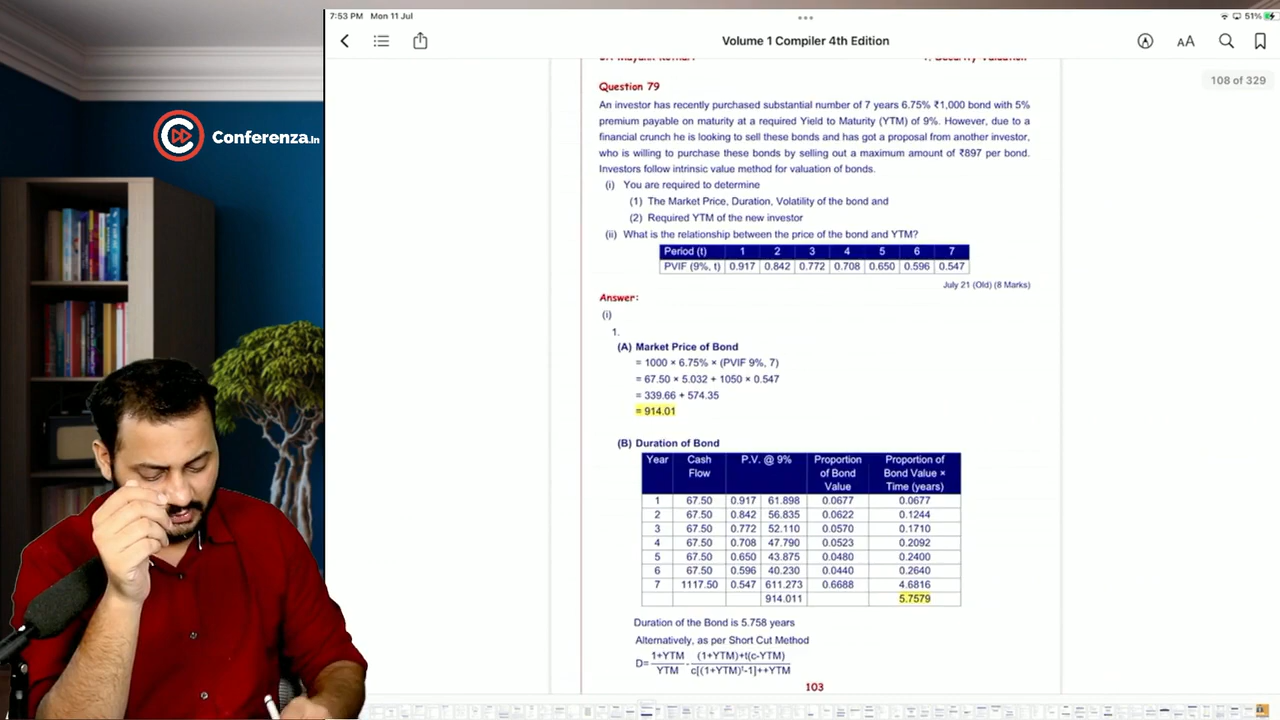 7:53 PM Mon 11 Jul
51%
Volume 1 Compiler 4th Edition
AA
108 of 329
Conferenza.in
Question 79
An investor has recently purchased substantial number of 7 years 6.75% ₹1,000 bond with 5%
premium payable on maturity at a required Yield to Maturity (YTM) of 9%. However, due to a
financial crunch he is looking to sell these bonds and has got a proposal from another investor,
who is willing to purchase these bonds by selling out a maximum amount of ₹897 per bond.
Investors follow intrinsic value method for valuation of bonds.
(i) You are required to determine
(1) The Market Price, Duration, Volatility of the bond and
(2) Required YTM of the new investor
(ii) What is the relationship between the price of the bond and YTM?
Period (t) 1 2 3 4 5 6 7
PVIF (9%, t) 0.917 0.842 0.772 0.708 0.650 0.596 0.547
July 21 (Old) (8 Marks)
Answer:
(i)
1.
(A) Market Price of Bond
= 1000 × 6.75% × (PVIF 9%, 7)
= 67.50 × 5.032 + 1050 × 0.547
= 339.66 + 574.35
= 914.01
(B) Duration of Bond
Year Cash Flow P.V. @ 9% Proportion of Bond Value Proportion of Bond Value × Time (years)
1 67.50 0.917 61.898 0.0677 0.0677
2 67.50 0.842 56.835 0.0622 0.1244
3 67.50 0.772 52.110 0.0570 0.1710
4 67.50 0.708 47.790 0.0523 0.2092
5 67.50 0.650 43.875 0.0480 0.2400
6 67.50 0.596 40.230 0.0440 0.2640
7 1117.50 0.547 611.273 0.6688 4.6816
914.011 5.7579
Duration of the Bond is 5.758 years
Alternatively, as per Short Cut Method
D= 1+YTM / YTM - (1+YTM)+t(c-YTM) / c[(1+YTM)ᵗ-1]++YTM
103